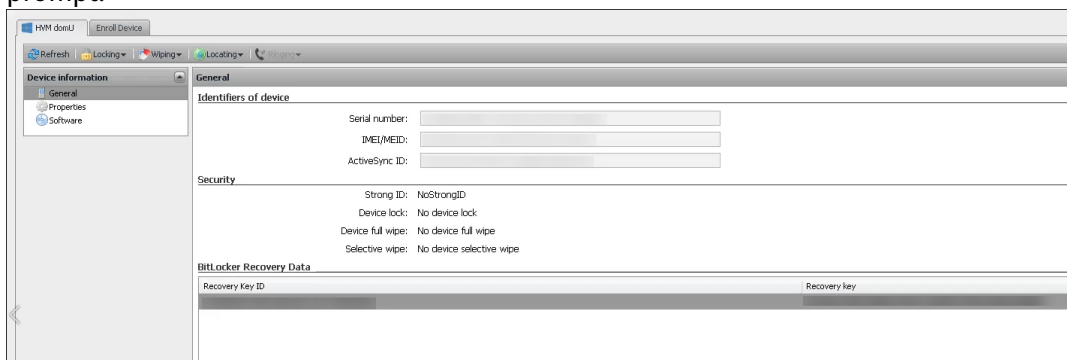 HVM domU Enroll Device
Refresh Locking Wiping Locating Ringing
Device information
General
Properties
Software
General
Identifiers of device
Serial number:
IMEI/MEID:
ActiveSync ID:
Security
Strong ID: NoStrongID
Device lock: No device lock
Device full wipe: No device full wipe
Selective wipe: No device selective wipe
BitLocker Recovery Data
Recovery Key ID Recovery key